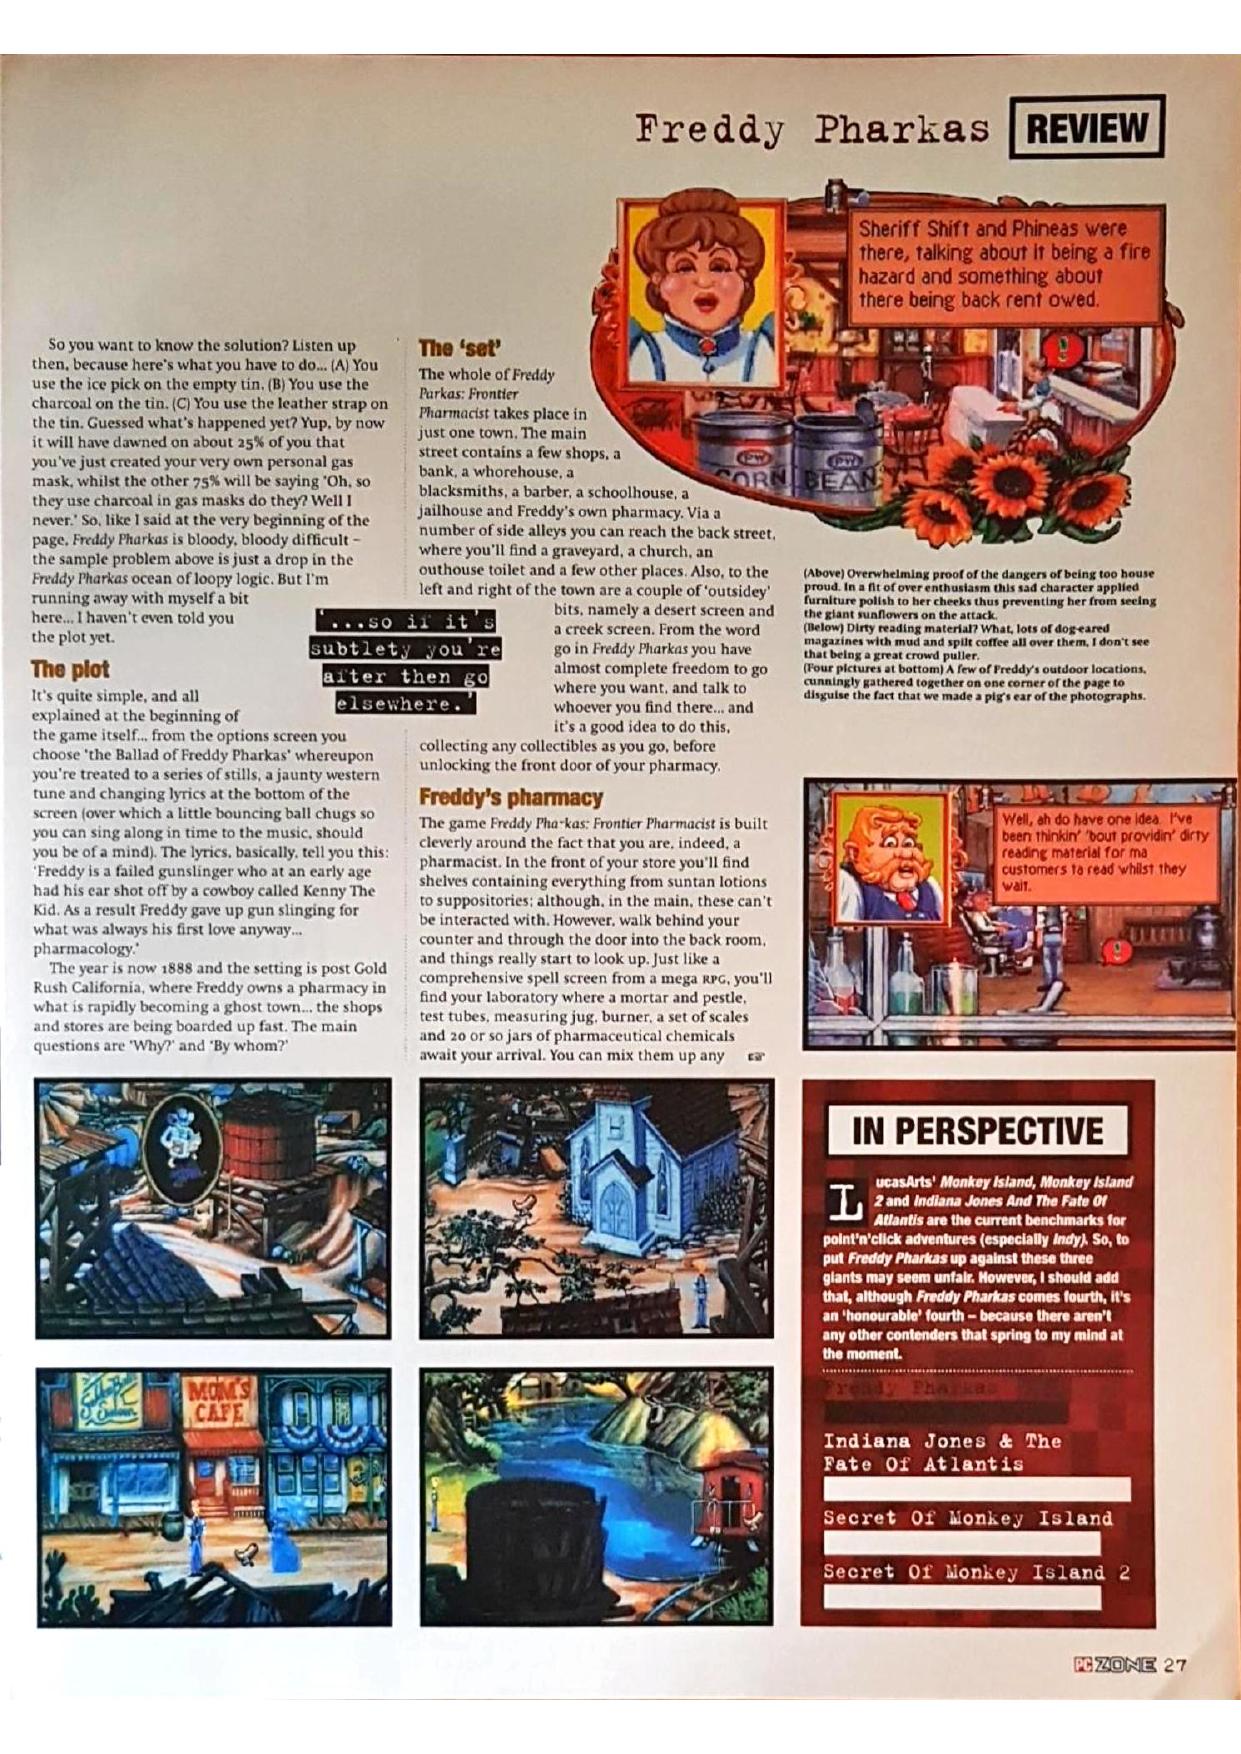 Freddy Pharkas REVIEW
Sheriff Shift and Phineas were
there, talking about it being a fire
hazard and something about
there being back rent owed.
So you want to know the solution? Listen up
then, because here's what you have to do... (A) You
use the ice pick on the empty tin. (B) You use the
charcoal on the tin. (C) You use the leather strap on
the tin. Guessed what's happened yet? Yup, by now
it will have dawned on about 25% of you that
you've just created your very own personal gas
mask, whilst the other 75% will be saying 'Oh, so
they use charcoal in gas masks do they? Well I
never.' So, like I said at the very beginning of the
page, Freddy Pharkas is bloody, bloody difficult –
the sample problem above is just a drop in the
Freddy Pharkas ocean of loopy logic. But I'm
running away with myself a bit
here... I haven't even told you
the plot yet.
The plot
It's quite simple, and all
explained at the beginning of
the game itself... from the options screen you
choose 'the Ballad of Freddy Pharkas' whereupon
you're treated to a series of stills, a jaunty western
tune and changing lyrics at the bottom of the
screen (over which a little bouncing ball chugs so
you can sing along in time to the music, should
you be of a mind). The lyrics, basically, tell you this:
'Freddy is a failed gunslinger who at an early age
had his ear shot off by a cowboy called Kenny The
Kid. As a result Freddy gave up gun slinging for
what was always his first love anyway...
pharmacology.'
The year is now 1888 and the setting is post Gold
Rush California, where Freddy owns a pharmacy in
what is rapidly becoming a ghost town... the shops
and stores are being boarded up fast. The main
questions are 'Why?' and 'By whom?'
'...so if it's
subtlety you're
after then go
elsewhere.'
The 'set'
The whole of Freddy
Parkas: Frontier
Pharmacist takes place in
just one town. The main
street contains a few shops, a
bank, a whorehouse, a
blacksmiths, a barber, a schoolhouse, a
jailhouse and Freddy's own pharmacy. Via a
number of side alleys you can reach the back street,
where you'll find a graveyard, a church, an
outhouse toilet and a few other places. Also, to the
left and right of the town are a couple of 'outsidey'
bits, namely a desert screen and
a creek screen. From the word
go in Freddy Pharkas you have
almost complete freedom to go
where you want, and talk to
whoever you find there... and
it's a good idea to do this,
collecting any collectibles as you go, before
unlocking the front door of your pharmacy.
Freddy's pharmacy
The game Freddy Pha-kas: Frontier Pharmacist is built
cleverly around the fact that you are, indeed, a
pharmacist. In the front of your store you'll find
shelves containing everything from suntan lotions
to suppositories; although, in the main, these can't
be interacted with. However, walk behind your
counter and through the door into the back room,
and things really start to look up. Just like a
comprehensive spell screen from a mega RPG, you'll
find your laboratory where a mortar and pestle,
test tubes, measuring jug, burner, a set of scales
and 20 or so jars of pharmaceutical chemicals
await your arrival. You can mix them up any
PW
CORN
PW
BEAN
(Above) Overwhelming proof of the dangers of being too house
proud. In a fit of over enthusiasm this sad character applied
furniture polish to her cheeks thus preventing her from seeing
the giant sunflowers on the attack.
(Below) Dirty reading material? What, lots of dog-eared
magazines with mud and spilt coffee all over them. I don't see
that being a great crowd puller.
(Four pictures at bottom) A few of Freddy's outdoor locations,
cunningly gathered together on one corner of the page to
disguise the fact that we made a pig's ear of the photographs.
Well, ah do have one idea. I've
been thinkin' 'bout providin' dirty
reading material for ma
customers ta read whilst they
wait.
MOM'S
CAFE
IN PERSPECTIVE
LucasArts' Monkey Island, Monkey Island
2 and Indiana Jones And The Fate Of
Atlantis are the current benchmarks for
point'n'click adventures (especially Indy). So, to
put Freddy Pharkas up against these three
giants may seem unfair. However, I should add
that, although Freddy Pharkas comes fourth, it's
an 'honourable' fourth – because there aren't
any other contenders that spring to my mind at
the moment.
Freddy Pharkas
Indiana Jones & The
Fate Of Atlantis
Secret Of Monkey Island
Secret Of Monkey Island 2
PC ZONE 27